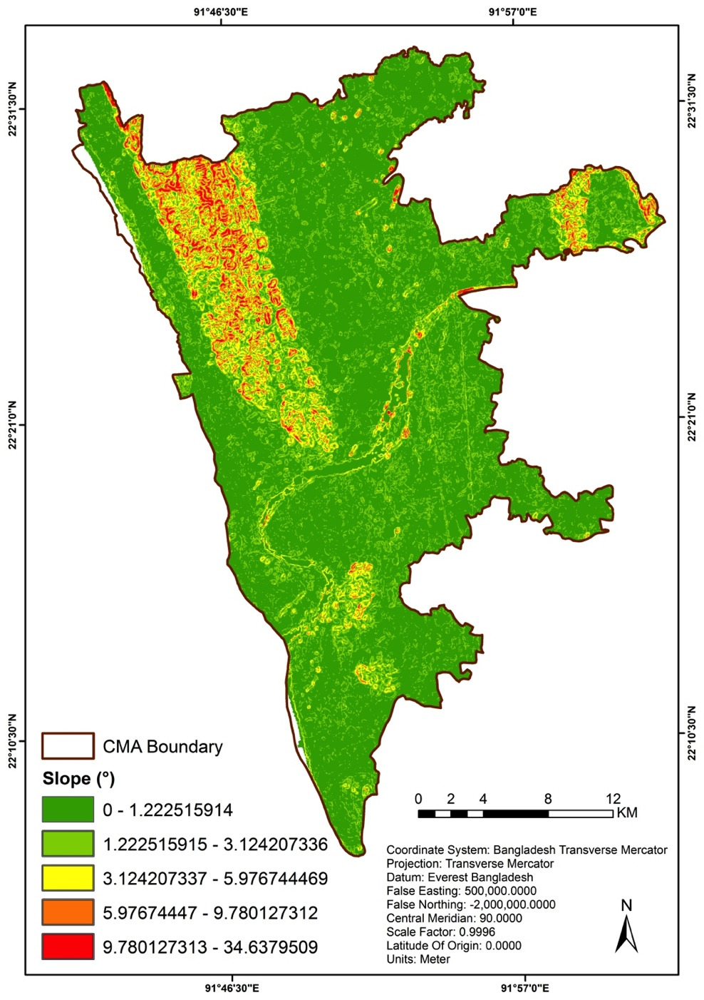 91°46'30"E
91°57'0"E
22°31'30"N
22°31'30"N
22°21'0"N
22°21'0"N
22°10'30"N
22°10'30"N
CMA Boundary
Slope (°)
0 - 1.222515914
1.222515915 - 3.124207336
3.124207337 - 5.976744469
5.97674447 - 9.780127312
9.780127313 - 34.6379509
0 2 4 8 12
KM
Coordinate System: Bangladesh Transverse Mercator
Projection: Transverse Mercator
Datum: Everest Bangladesh
False Easting: 500,000.0000
False Northing: -2,000,000.0000
Central Meridian: 90.0000
Scale Factor: 0.9996
Latitude Of Origin: 0.0000
Units: Meter
N
91°46'30"E
91°57'0"E